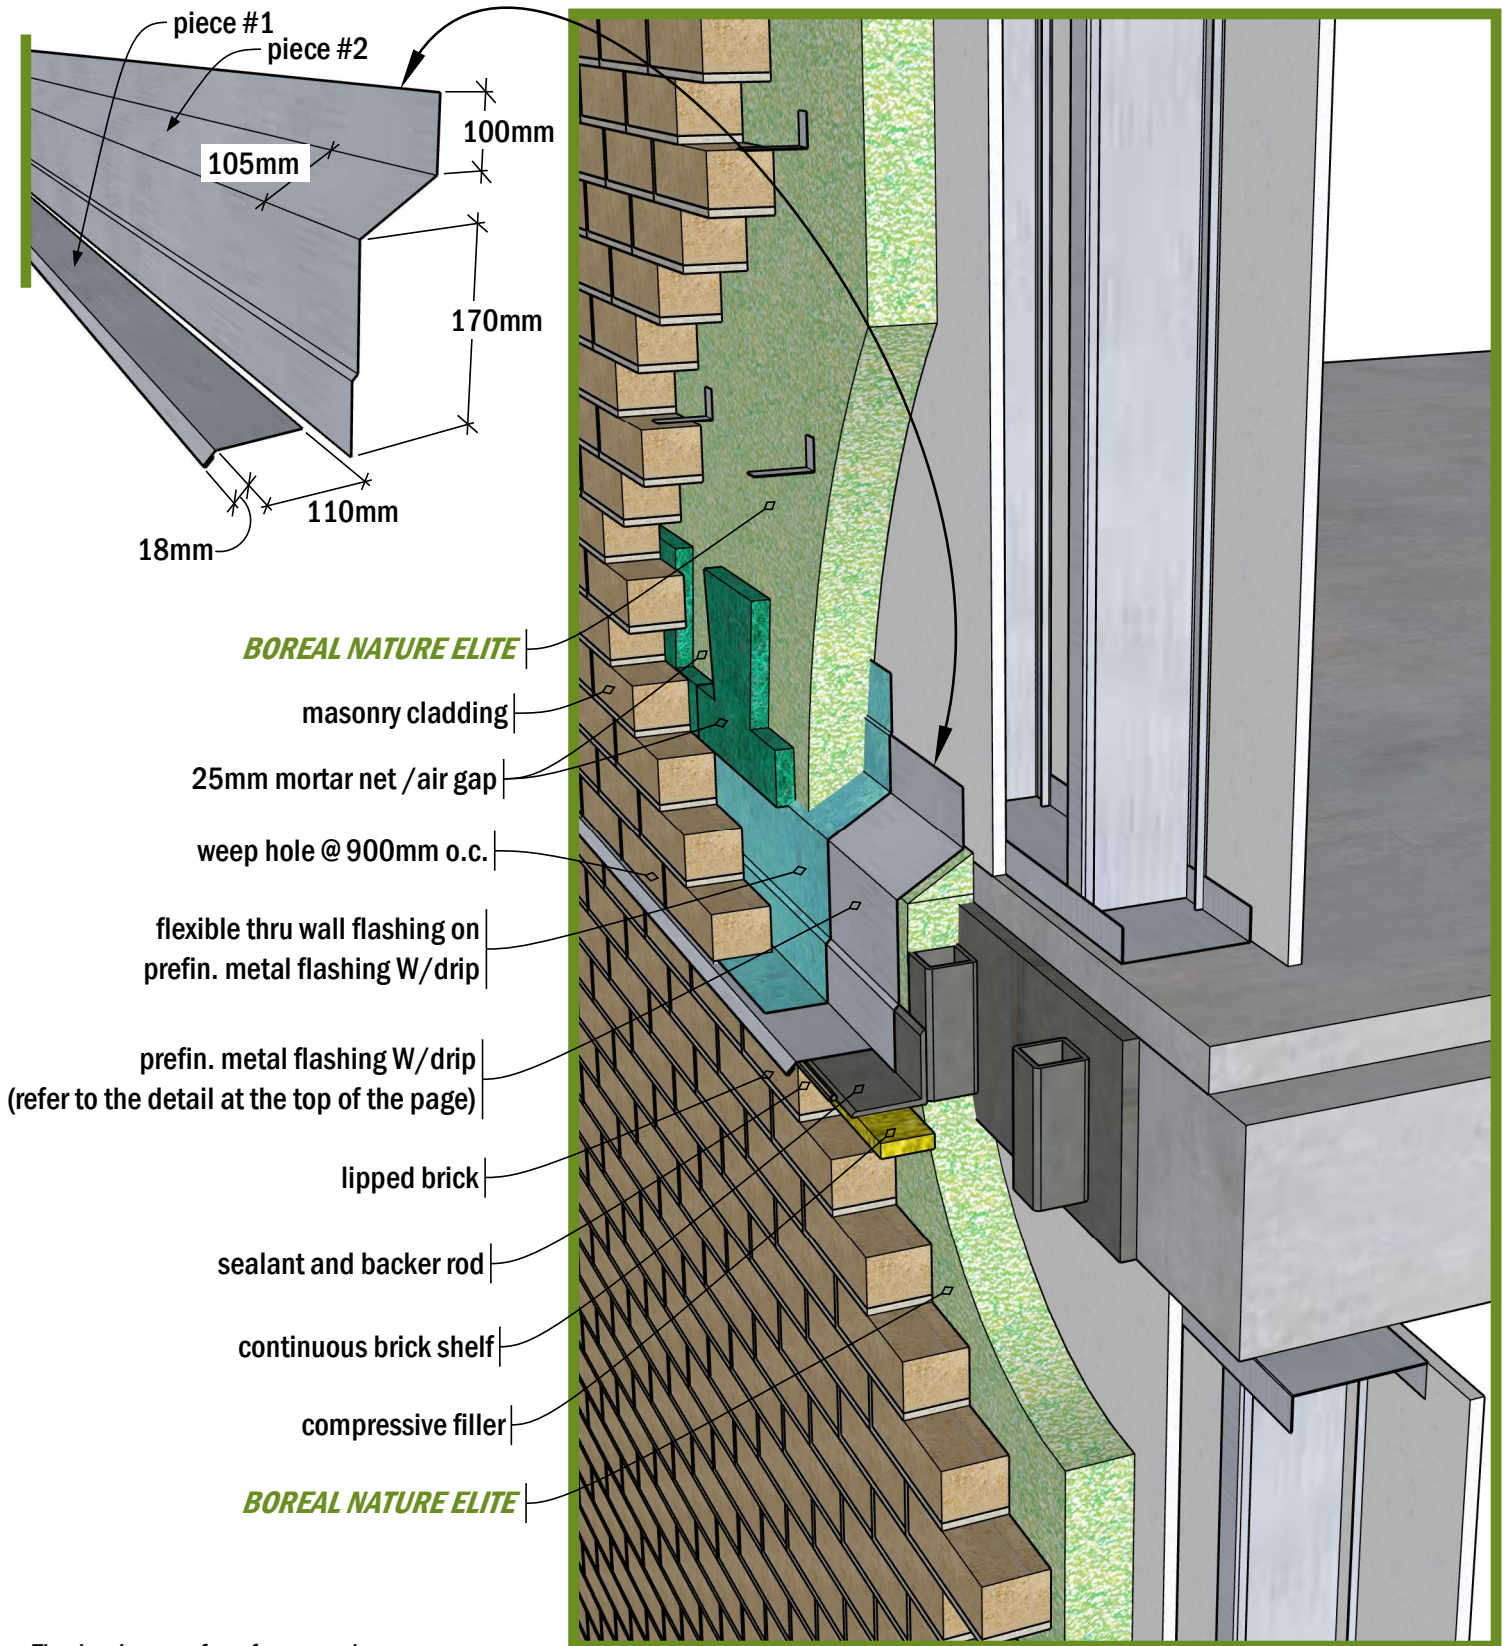 piece #1
piece #2
100mm
105mm
170mm
110mm
18mm
BOREAL NATURE ELITE
masonry cladding
25mm mortar net /air gap
weep hole @ 900mm o.c.
flexible thru wall flashing on
prefin. metal flashing W/drip
prefin. metal flashing W/drip
(refer to the detail at the top of the page)
lipped brick
sealant and backer rod
continuous brick shelf
compressive filler
BOREAL NATURE ELITE